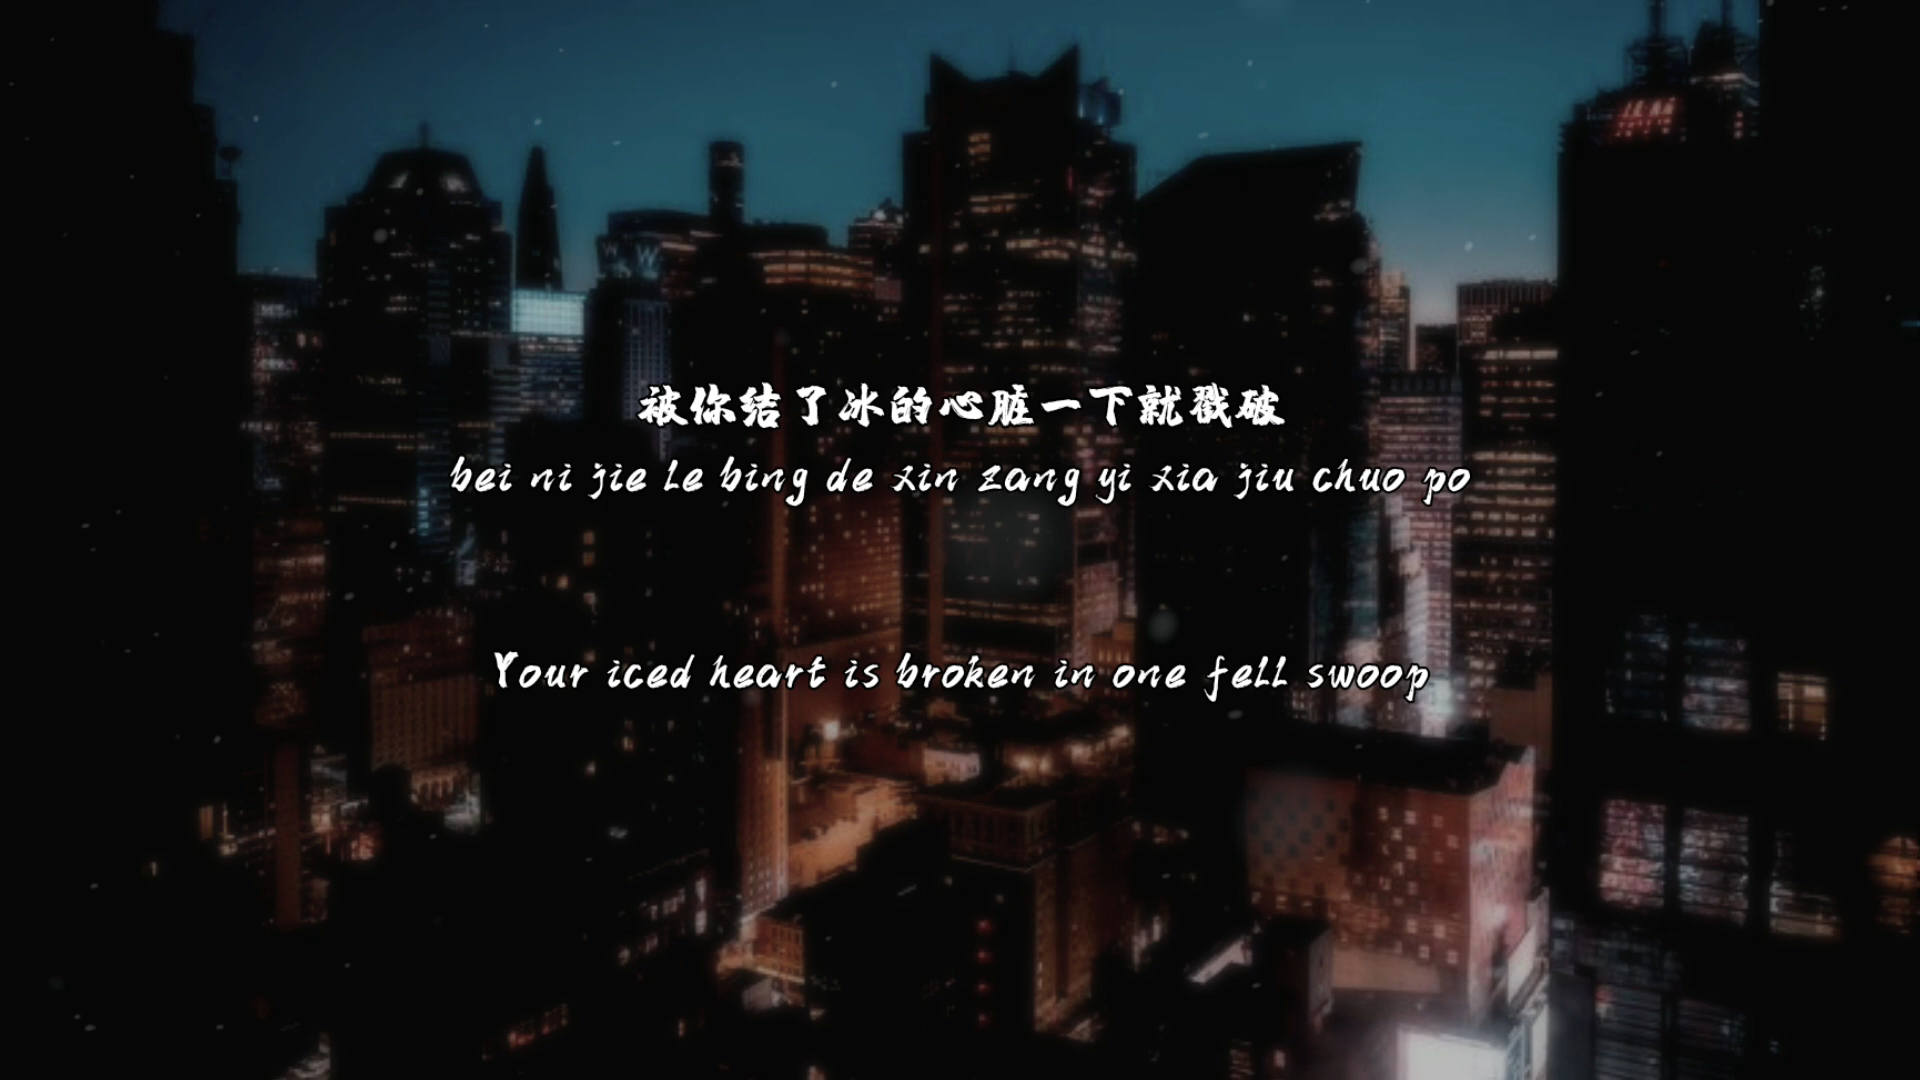 被你结了冰的心脏一下就戳破
bei ni jie le bing de xin zang yi xia jiu chuo po
Your iced heart is broken in one fell swoop